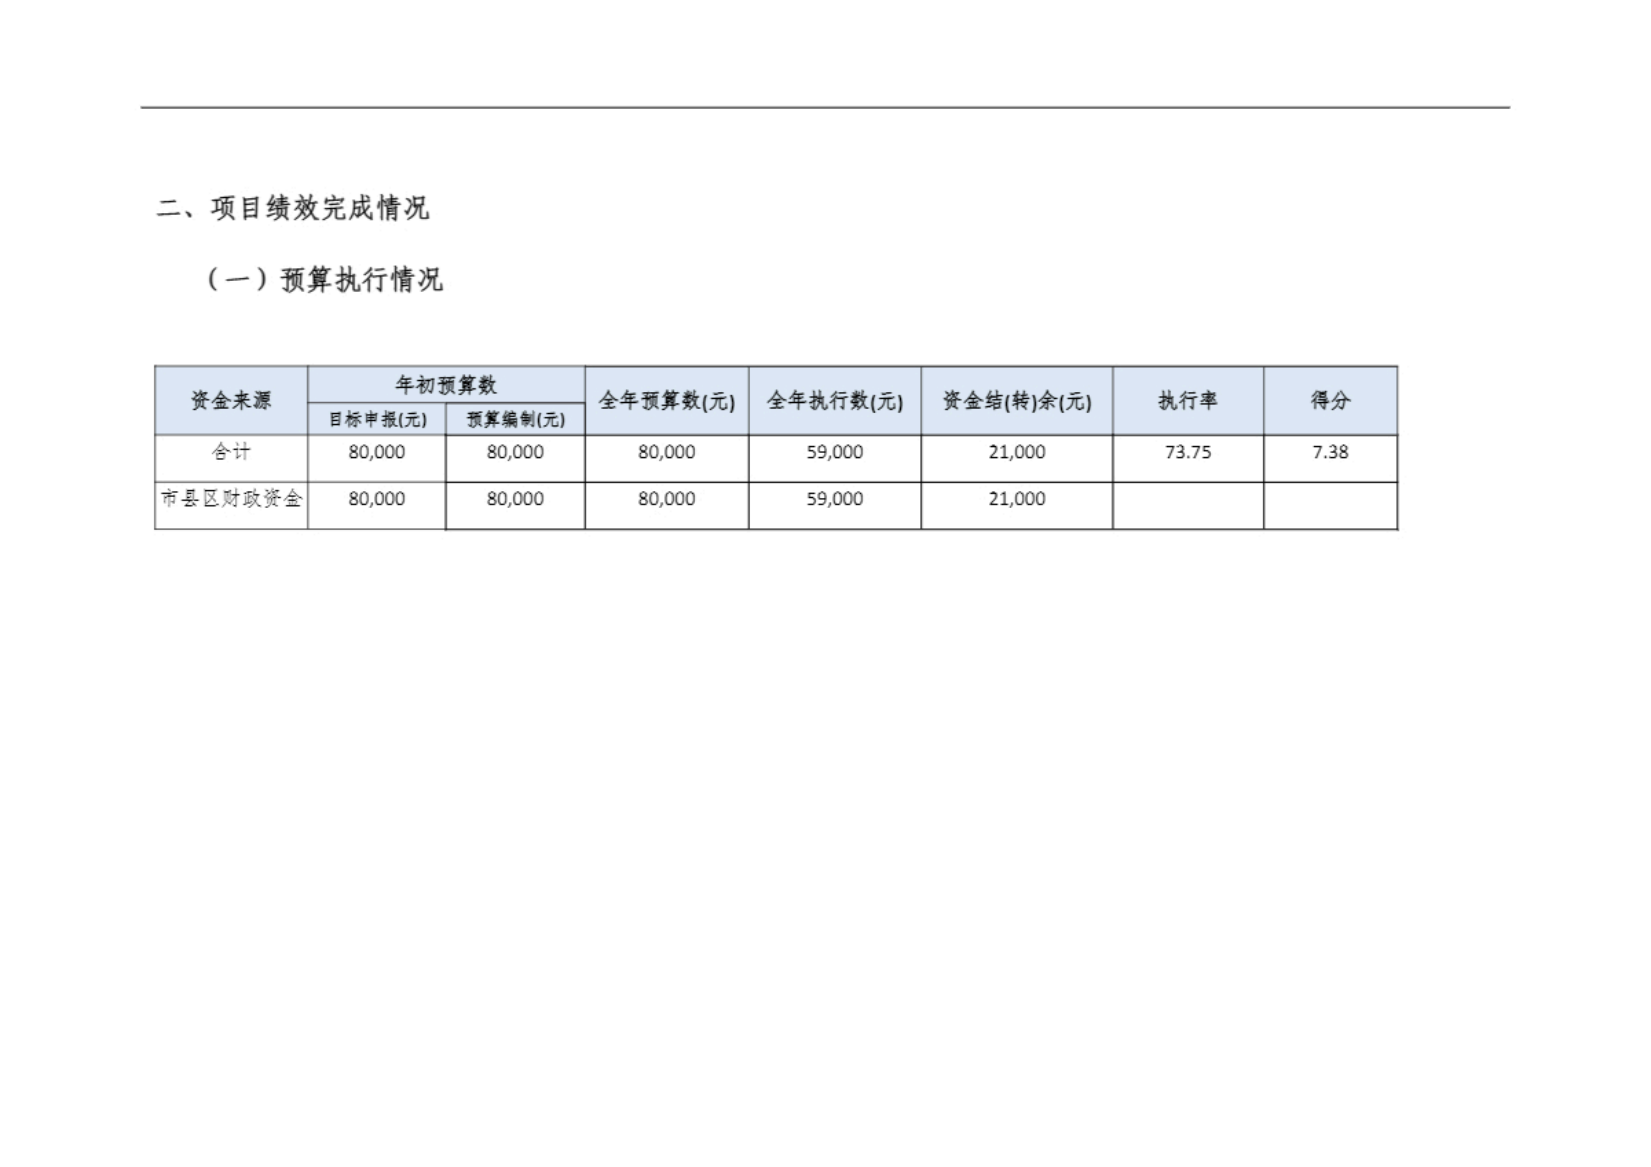 二、项目绩效完成情况
（一）预算执行情况
资金来源 年初预算数 全年预算数(元) 全年执行数(元) 资金结(转)余(元) 执行率 得分
目标申报(元) 预算编制(元)
合计 80,000 80,000 80,000 59,000 21,000 73.75 7.38
市县区财政资金 80,000 80,000 80,000 59,000 21,000